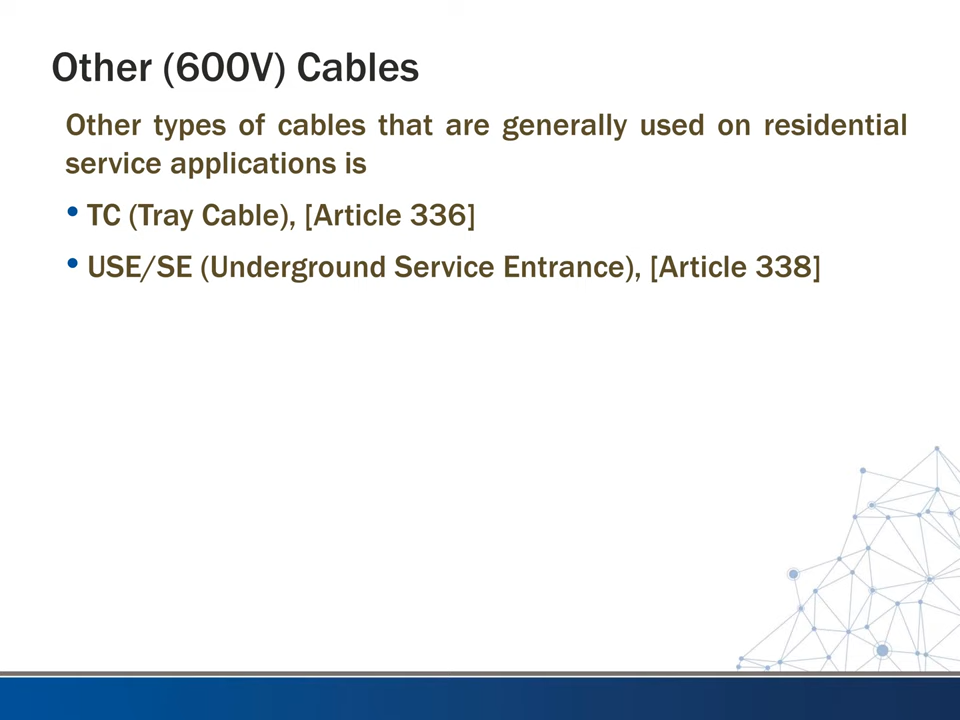 Other (600V) Cables
Other types of cables that are generally used on residential
service applications is
• TC (Tray Cable), [Article 336]
• USE/SE (Underground Service Entrance), [Article 338]